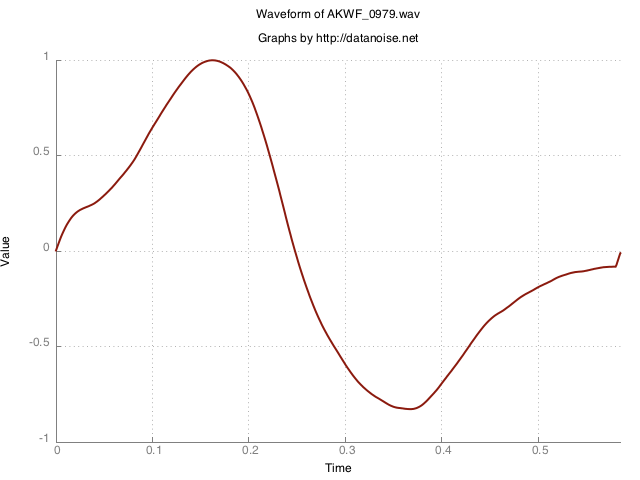 Waveform of AKWF_0979.wav
Graphs by http://datanoise.net
1
0.5
0
-0.5
-1
Value
0 0.1 0.2 0.3 0.4 0.5
Time